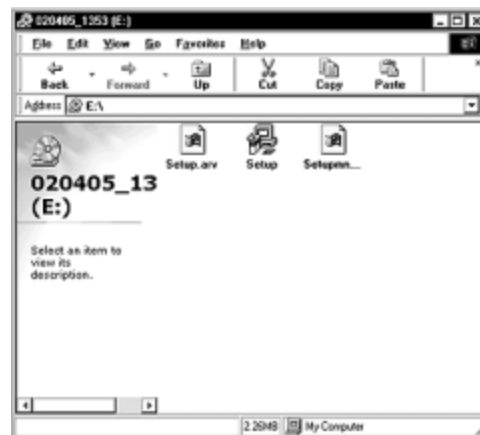 020405_1353 (E:)
File Edit View Go Favorites Help
Back Forward Up Cut Copy Paste
Address E:\
Setup.arv Setup Setupnn...
020405_13
(E:)
Select an item to
view its
description.
2.26MB My Computer